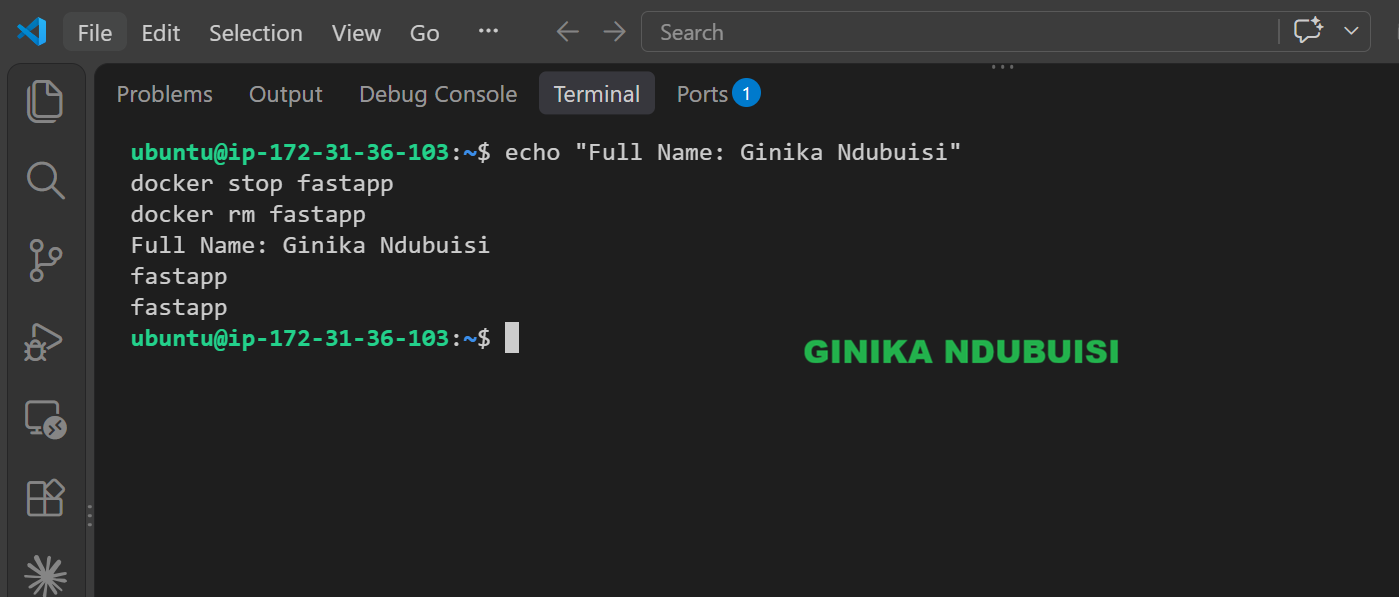 File Edit Selection View Go ... Search
Problems Output Debug Console Terminal Ports 1
ubuntu@ip-172-31-36-103:~$ echo "Full Name: Ginika Ndubuisi"
docker stop fastapp
docker rm fastapp
Full Name: Ginika Ndubuisi
fastapp
fastapp
ubuntu@ip-172-31-36-103:~$
GINIKA NDUBUISI